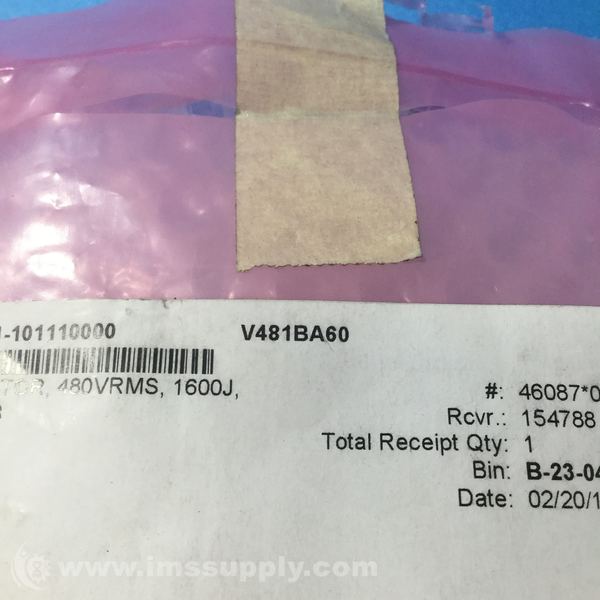 -101110000 V481BA60
TOR, 480VRMS, 1600J,
R
#: 46087*0
Rcvr.: 154788
Total Receipt Qty: 1
Bin: B-23-04
Date: 02/20/1
www.imssupply.com